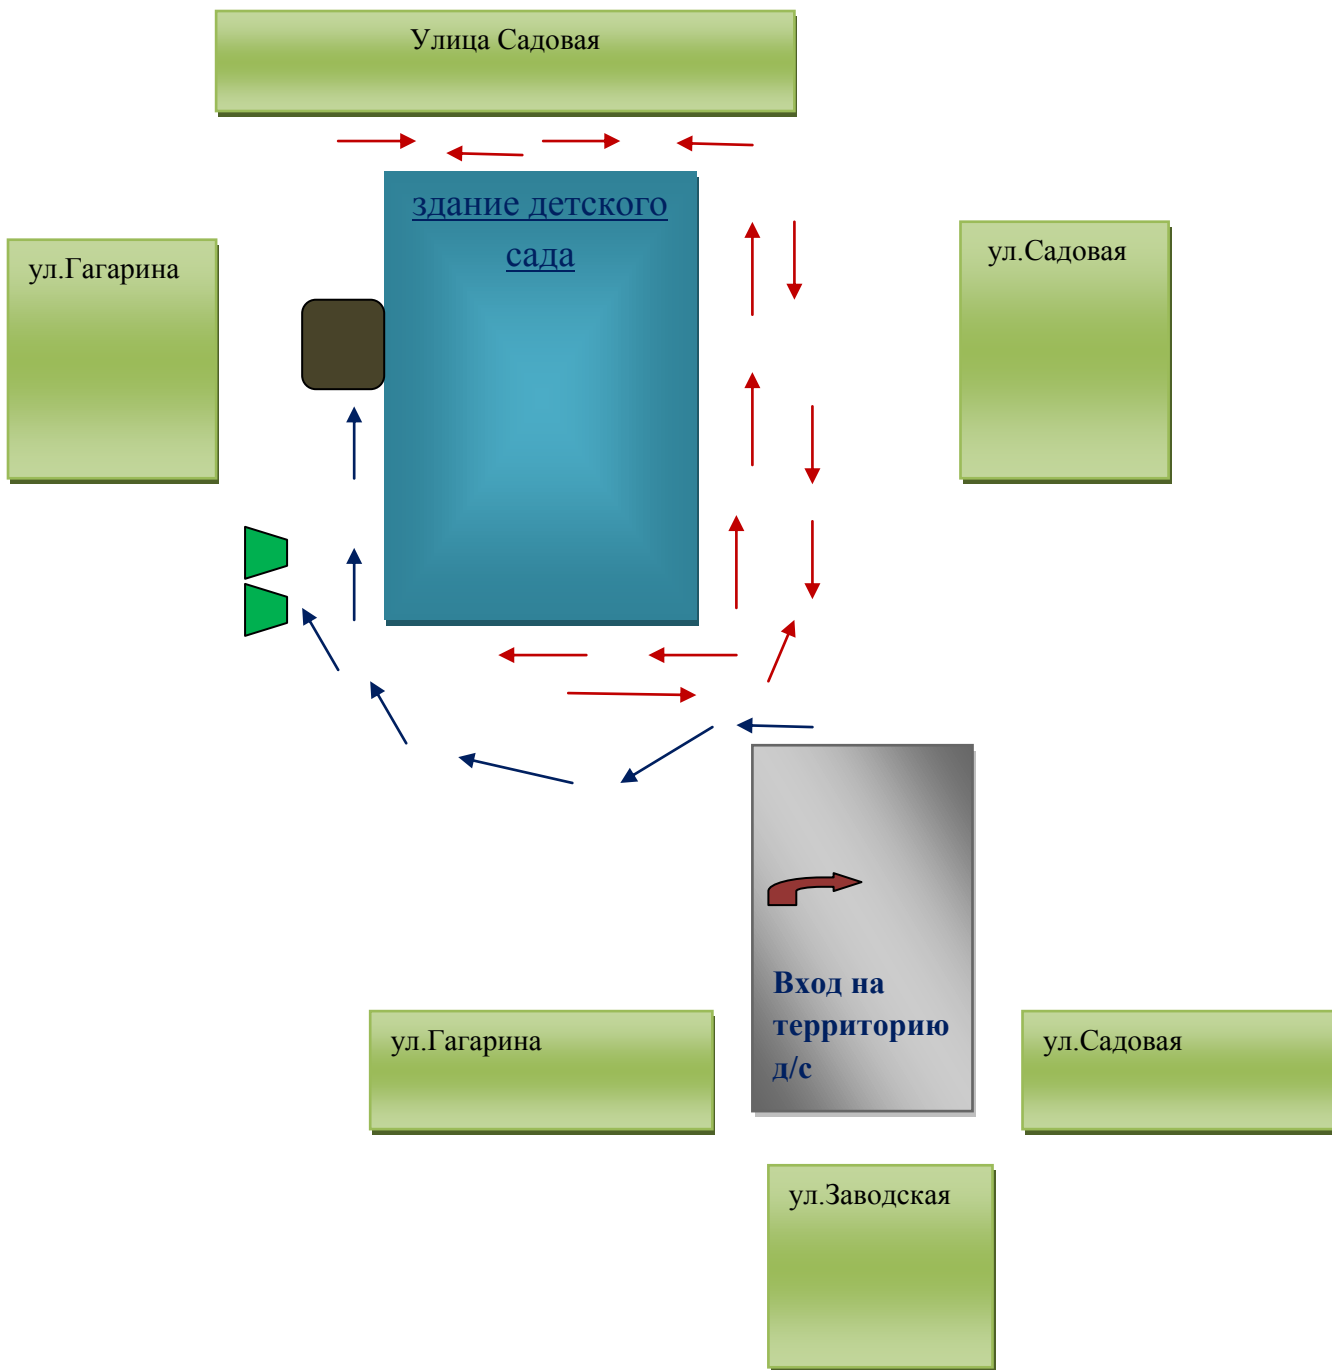 Улица Садовая
здание детского
сада
ул.Гагарина
ул.Садовая
Вход на
территорию
д/с
ул.Гагарина
ул.Садовая
ул.Заводская